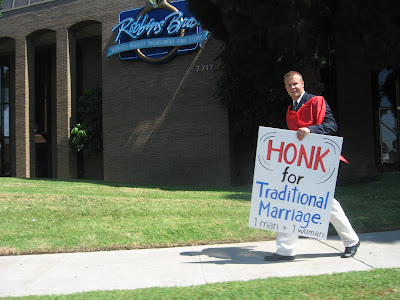 Robbins Bros
7717
HONK
for
Traditional
Marriage.
1 man + 1 woman